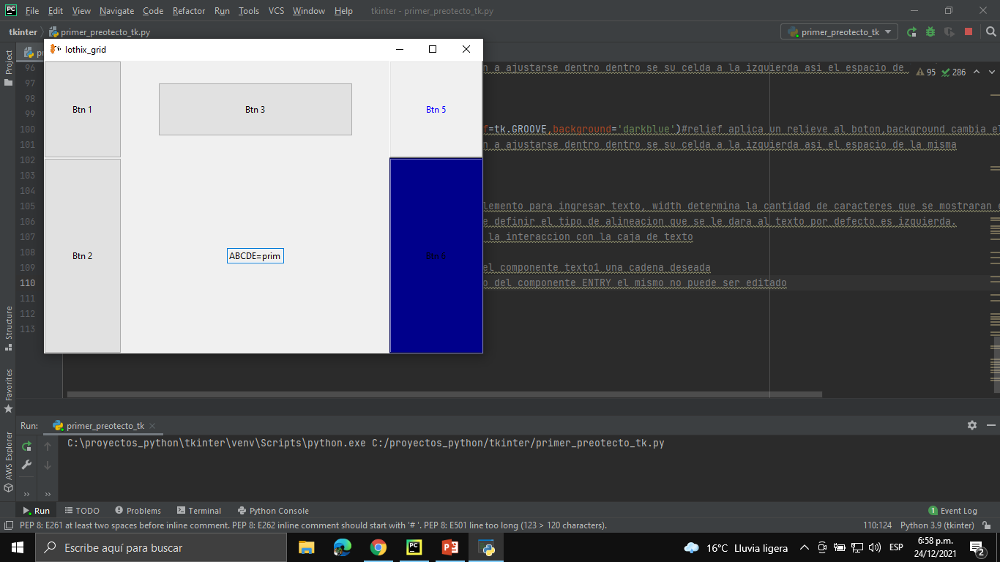 File Edit View Navigate Code Refactor Run Tools VCS Window Help tkinter - primer_preotecto_tk.py
tkinter primer_preotecto_tk.py
primer_preotecto_tk
lothix_grid
Btn 1
Btn 3
Btn 5
Btn 2
ABCDE=prim
Btn 6
Project
Structure
Favorites
AWS Explorer
96 n a ajustarse dentro dentro se su celda a la izquierda asi el espacio de
95 286
97
98
99
100 f=tk.GROOVE,background='darkblue')#relief aplica un relieve al boton,background cambia el
101 n a ajustarse dentro dentro se su celda a la izquierda asi el espacio de la misma
102
103
104
105 lemento para ingresar texto, width determina la cantidad de caracteres que se mostraran
106 e definir el tipo de alineacion que se le dara al texto por defecto es izquierda.
107 la interaccion con la caja de texto
108
109 el componente texto1 una cadena deseada
110 o del componente ENTRY el mismo no puede ser editado
111
112
113
Run: primer_preotecto_tk
C:\proyectos_python\tkinter\venv\Scripts\python.exe C:/proyectos_python/tkinter/primer_preotecto_tk.py
Run TODO Problems Terminal Python Console
1 Event Log
PEP 8: E261 at least two spaces before inline comment. PEP 8: E262 inline comment should start with '# '. PEP 8: E501 line too long (123 > 120 characters).
110:124 Python 3.9 (tkinter)
Escribe aquí para buscar
16°C Lluvia ligera
ESP
6:58 p.m.
24/12/2021
2